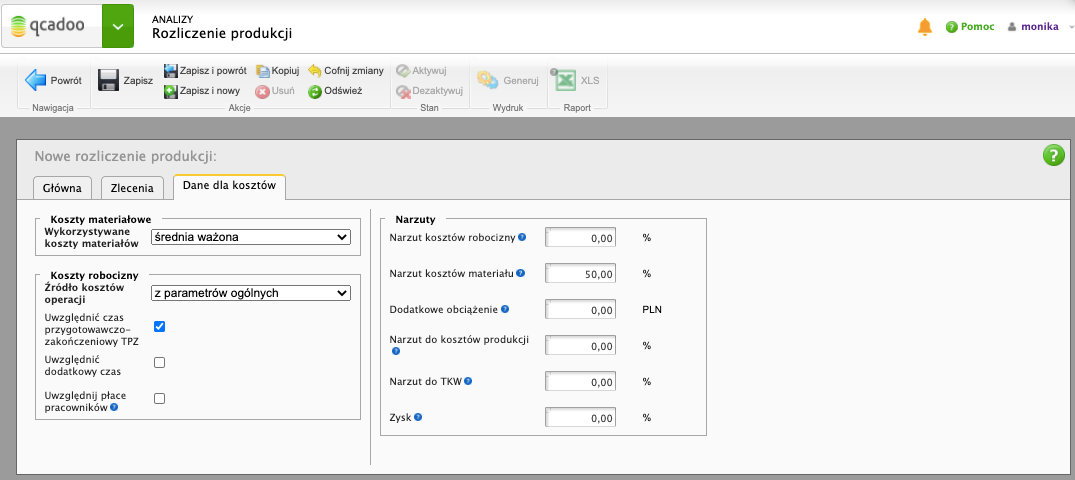 qcadoo
ANALIZY
Rozliczenie produkcji
Pomoc
monika
Powrót
Nawigacja
Zapisz
Zapisz i powrót
Kopiuj
Cofnij zmiany
Zapisz i nowy
Usuń
Odśwież
Akcje
Aktywuj
Dezaktywuj
Stan
Generuj
Wydruk
XLS
Raport
Nowe rozliczenie produkcji:
?
Główna
Zlecenia
Dane dla kosztów
Koszty materiałowe
Wykorzystywane
koszty materiałów
średnia ważona
Koszty robocizny
Źródło kosztów
operacji
z parametrów ogólnych
Uwzględnić czas
przygotowawczo-
zakończeniowy TPZ
Uwzględnić
dodatkowy czas
Uwzględnij płace
pracowników ?
Narzuty
Narzut kosztów robocizny ? 0,00 %
Narzut kosztów materiału ? 50,00 %
Dodatkowe obciążenie ? 0,00 PLN
Narzut do kosztów produkcji
? 0,00 %
Narzut do TKW ? 0,00 %
Zysk ? 0,00 %